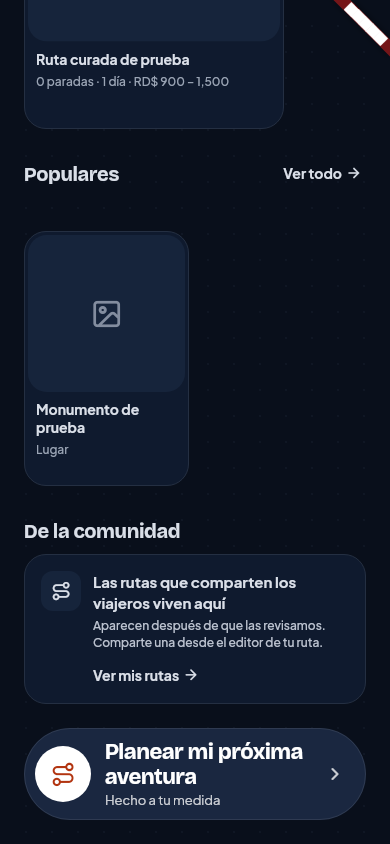 Ruta curada de prueba
0 paradas · 1 día · RD$ 900 – 1,500
Populares
Ver todo →
Monumento de
prueba
Lugar
De la comunidad
Las rutas que comparten los
viajeros viven aquí
Aparecen después de que las revisamos.
Comparte una desde el editor de tu ruta.
Ver mis rutas →
Planear mi próxima
aventura
Hecho a tu medida